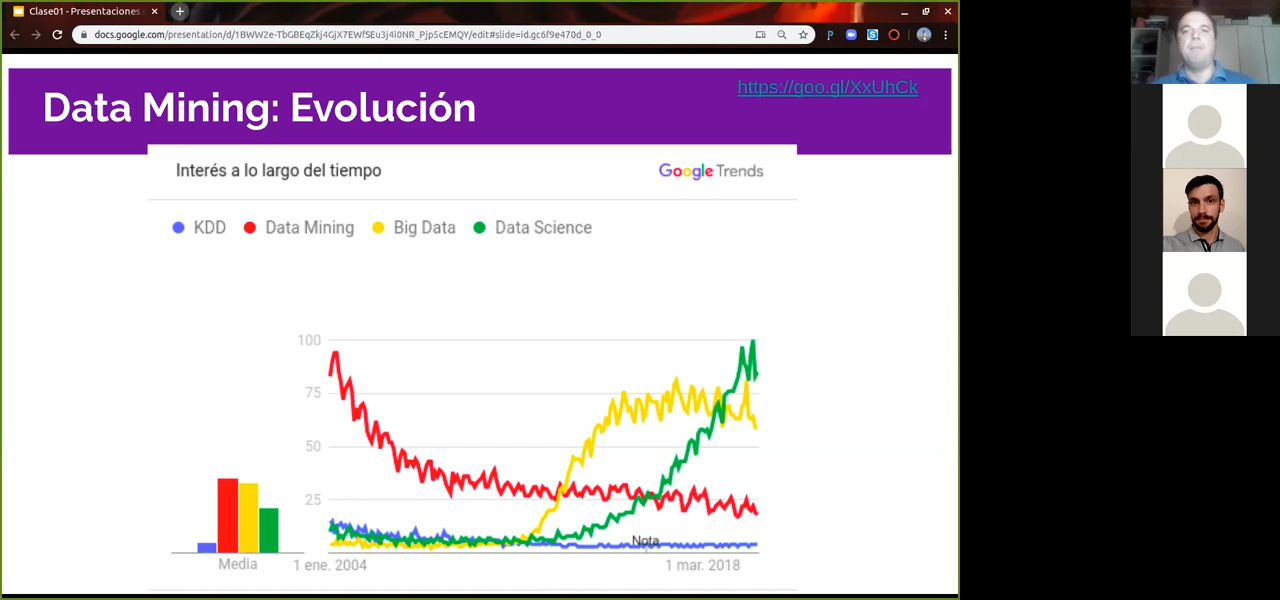 Clase01 - Presentaciones
docs.google.com/presentation/d/1BWW2e-TbGBEqZkj4GjX7EWfSEu3j4i0NR_PjpScEMQY/edit#slide=id.gc6f9e470d_0_0
https://goo.gl/XxUhCk
Data Mining: Evolución
Interés a lo largo del tiempo
Google Trends
KDD Data Mining Big Data Data Science
100
75
50
25
Nota
Media
1 ene. 2004
1 mar. 2018